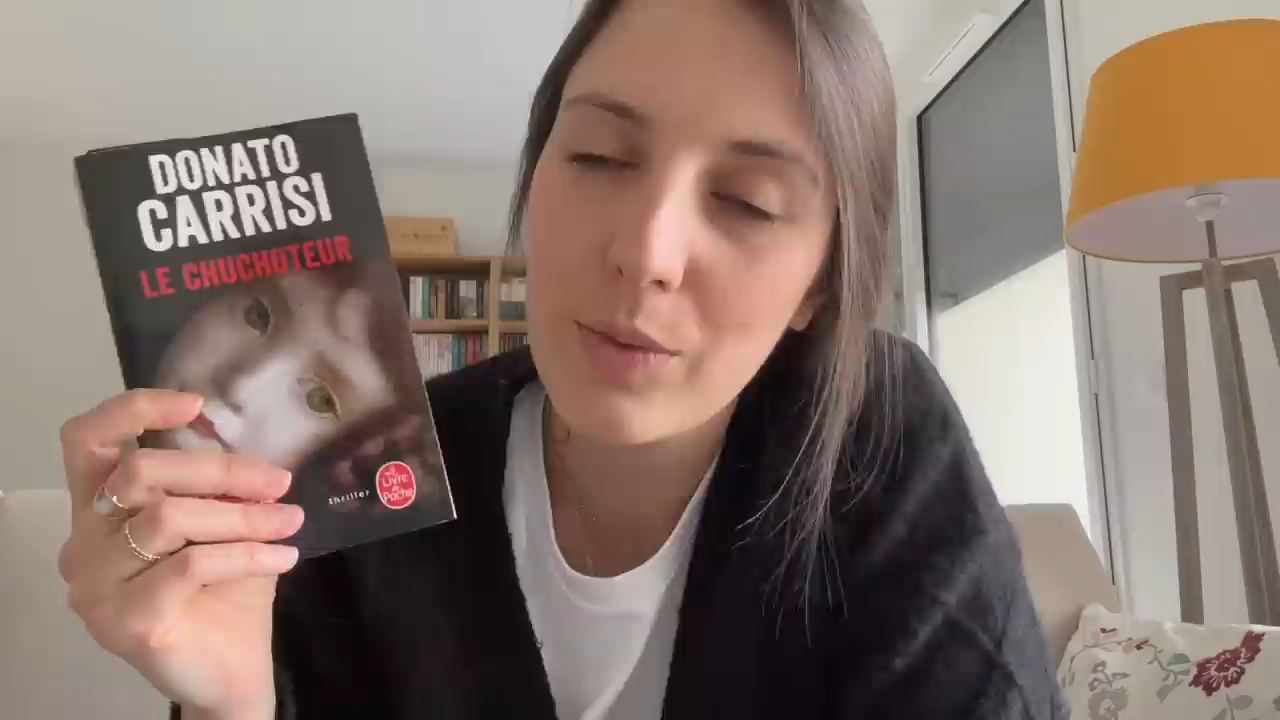 DONATO
CARRISI
LE CHUCHOTEUR
thriller
Le
Livre
de
Poche